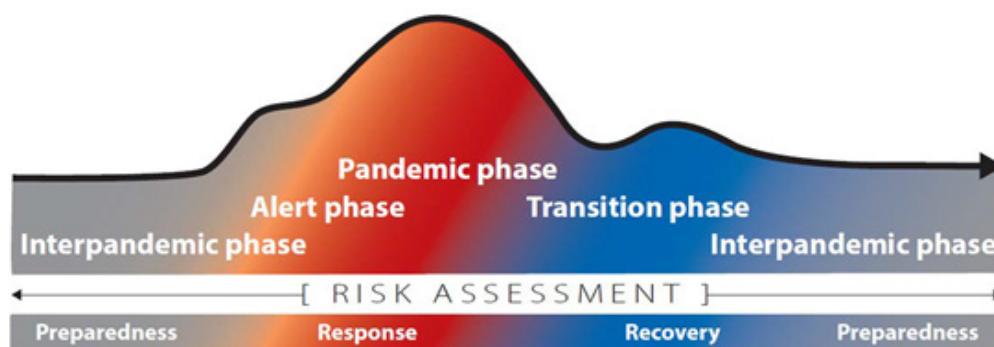 Pandemic phase
Alert phase
Transition phase
Interpandemic phase
Interpandemic phase
[ RISK ASSESSMENT ]
Preparedness
Response
Recovery
Preparedness